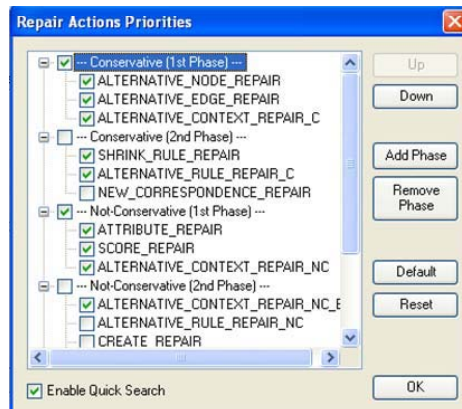 Repair Actions Priorities
--- Conservative (1st Phase) ---
ALTERNATIVE_NODE_REPAIR
ALTERNATIVE_EDGE_REPAIR
ALTERNATIVE_CONTEXT_REPAIR_C
--- Conservative (2nd Phase) ---
SHRINK_RULE_REPAIR
ALTERNATIVE_RULE_REPAIR_C
NEW_CORRESPONDENCE_REPAIR
--- Not-Conservative (1st Phase) ---
ATTRIBUTE_REPAIR
SCORE_REPAIR
ALTERNATIVE_CONTEXT_REPAIR_NC
--- Not-Conservative (2nd Phase) ---
ALTERNATIVE_CONTEXT_REPAIR_NC_E
ALTERNATIVE_RULE_REPAIR_NC
CREATE_REPAIR
Enable Quick Search
Up
Down
Add Phase
Remove
Phase
Default
Reset
OK